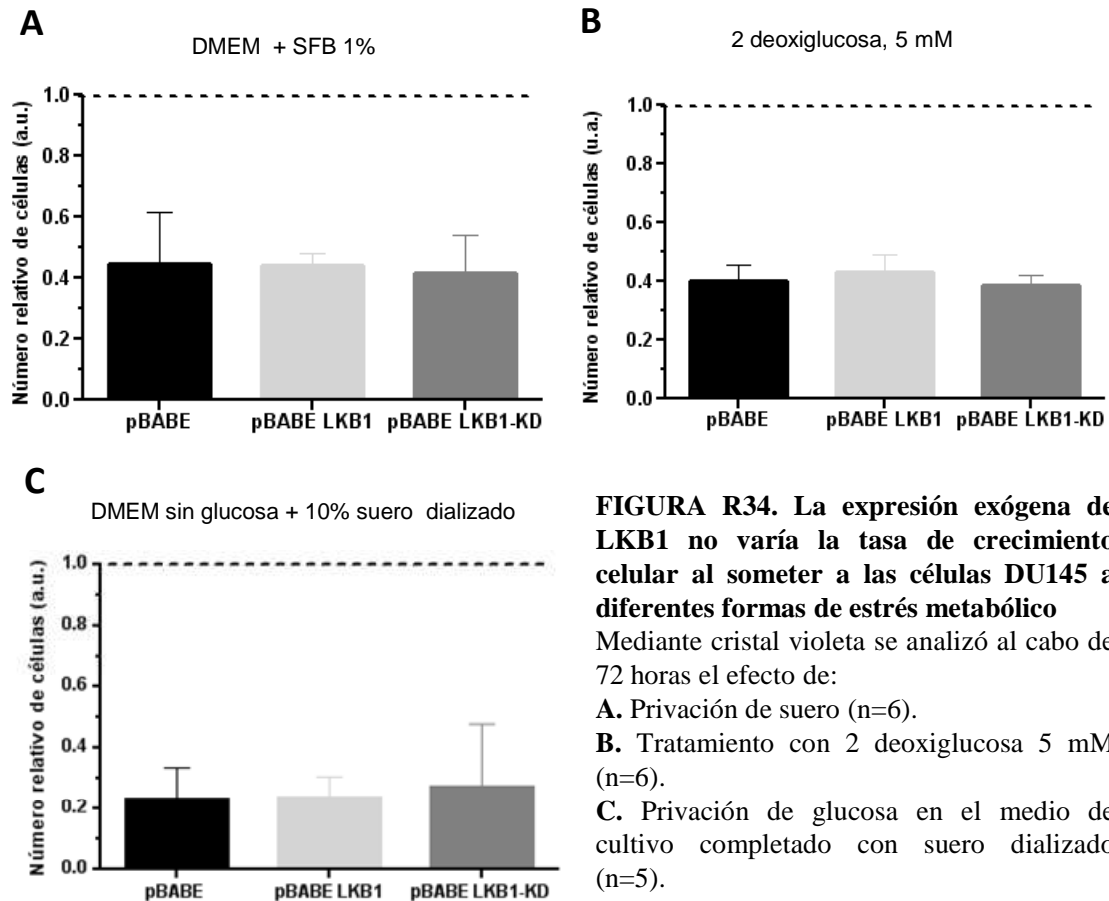 A
DMEM + SFB 1%
Número relativo de células (a.u.)
1.0
0.8
0.6
0.4
0.2
0.0
pBABE pBABE LKB1 pBABE LKB1-KD
B
2 deoxiglucosa, 5 mM
Número relativo de células (u.a.)
1.0
0.8
0.6
0.4
0.2
0.0
pBABE pBABE LKB1 pBABE LKB1-KD
C
DMEM sin glucosa + 10% suero dializado
Número relativo de células (a.u.)
1.0
0.8
0.6
0.4
0.2
0.0
pBABE pBABE LKB1 pBABE LKB1-KD
FIGURA R34. La expresión exógena de
LKB1 no varía la tasa de crecimiento
celular al someter a las células DU145 a
diferentes formas de estrés metabólico
Mediante cristal violeta se analizó al cabo de
72 horas el efecto de:
A. Privación de suero (n=6).
B. Tratamiento con 2 deoxiglucosa 5 mM
(n=6).
C. Privación de glucosa en el medio de
cultivo completado con suero dializado
(n=5).